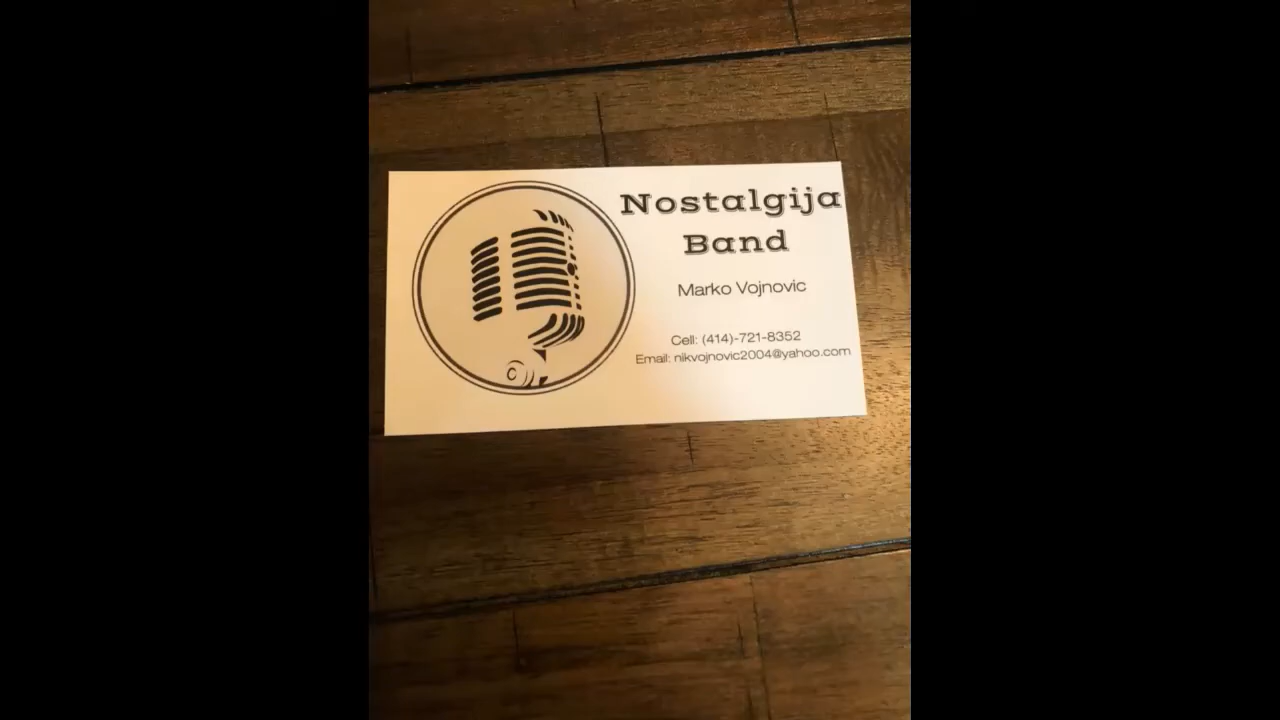 Nostalgija
Band
Marko Vojnovic
Cell: (414)-721-8352
Email: nikvojnovic2004@yahoo.com